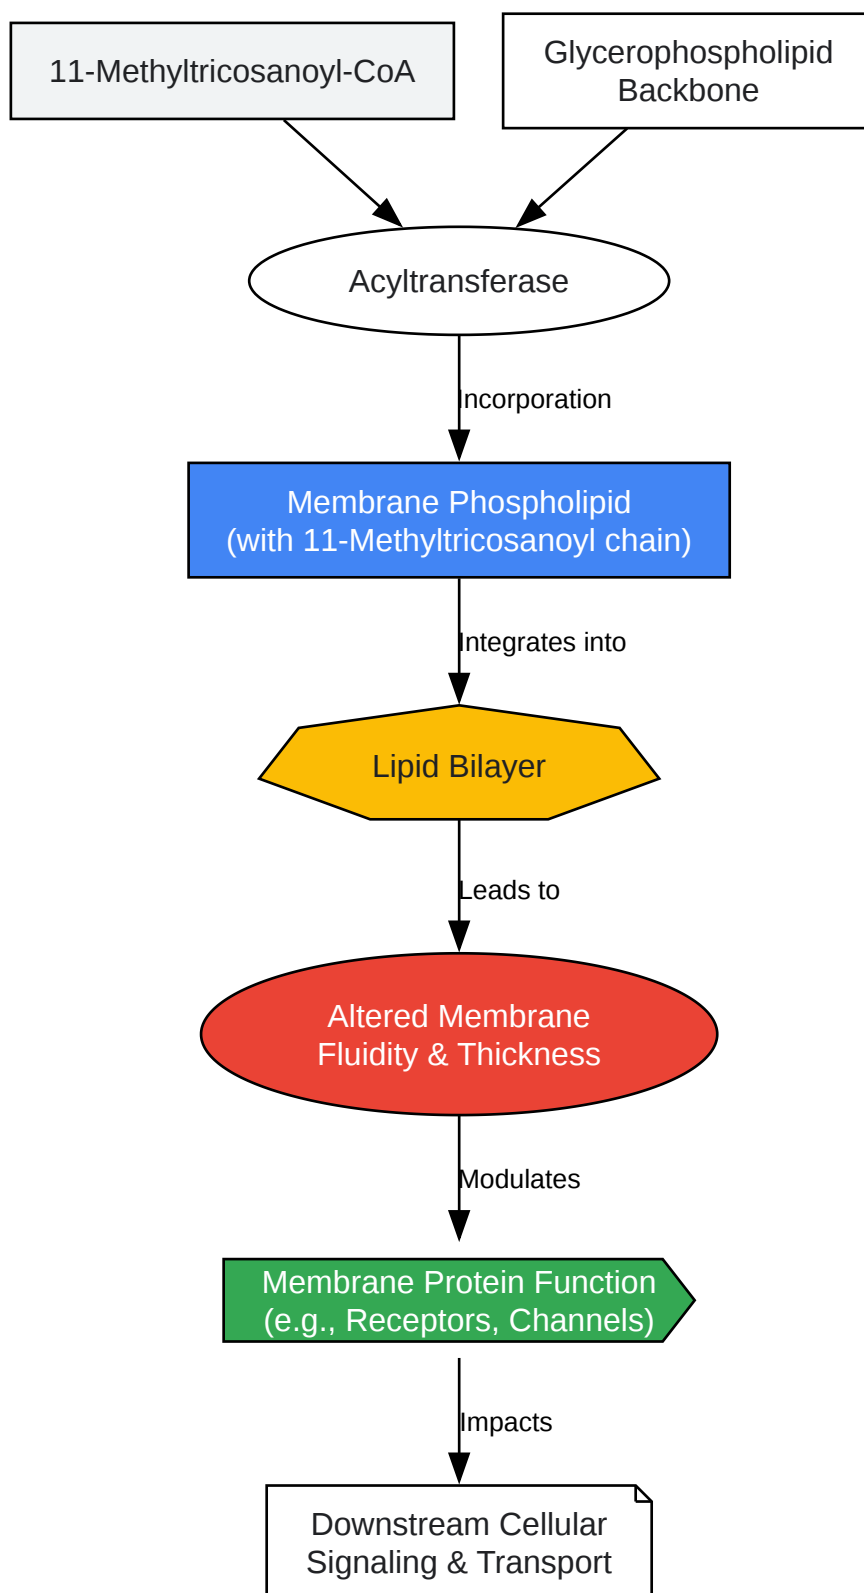 11-Methyltricosanoyl-CoA
Glycerophospholipid
Backbone
Acyltransferase
Incorporation
Membrane Phospholipid
(with 11-Methyltricosanoyl chain)
Integrates into
Lipid Bilayer
Leads to
Altered Membrane
Fluidity & Thickness
Modulates
Membrane Protein Function
(e.g., Receptors, Channels)
Impacts
Downstream Cellular
Signaling & Transport